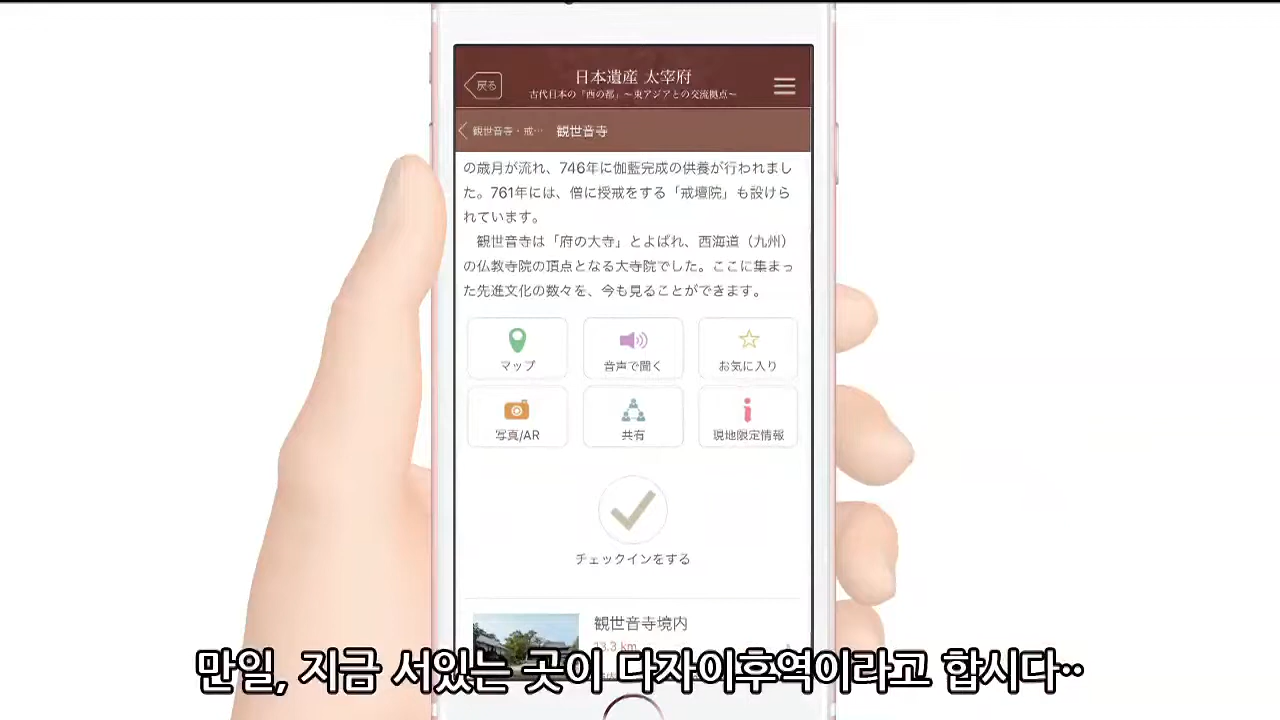 戻る
日本遺産 太宰府
古代日本の「西の都」〜東アジアとの交流拠点〜
観世音寺・戒…
観世音寺
の歳月が流れ、746年に伽藍完成の供養が行われまし
た。761年には、僧に授戒をする「戒壇院」も設けら
れています。
観世音寺は「府の大寺」とよばれ、西海道（九州）
の仏教寺院の頂点となる大寺院でした。ここに集まっ
た先進文化の数々を、今も見ることができます。
マップ
音声で聞く
お気に入り
写真/AR
共有
現地限定情報
チェックインをする
観世音寺境内
만일, 지금 서있는 곳이 다자이후역이라고 합시다··